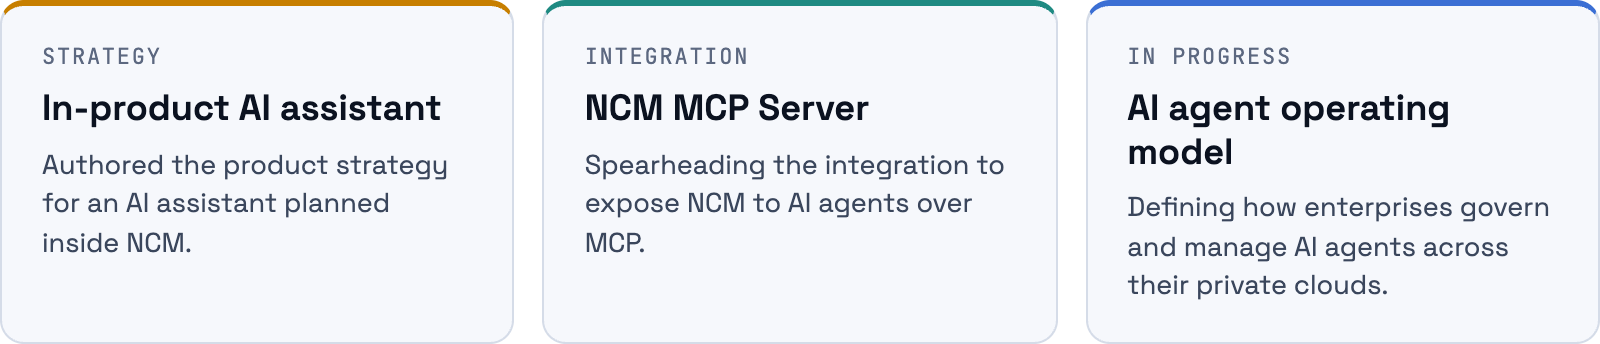 STRATEGY
In-product AI assistant
Authored the product strategy
for an AI assistant planned
inside NCM.
INTEGRATION
NCM MCP Server
Spearheading the integration to
expose NCM to AI agents over
MCP.
IN PROGRESS
AI agent operating
model
Defining how enterprises govern
and manage AI agents across
their private clouds.